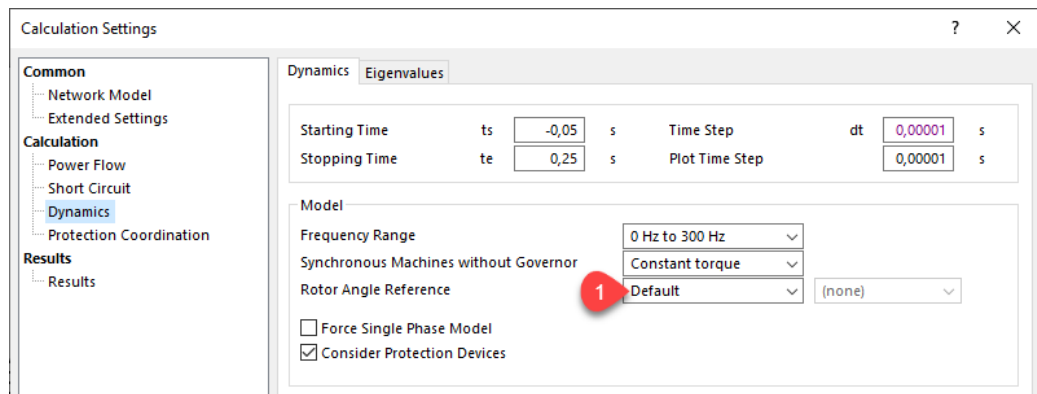 Calculation Settings ?
Common
Network Model
Extended Settings
Calculation
Power Flow
Short Circuit
Dynamics
Protection Coordination
Results
Results
Dynamics Eigenvalues
Starting Time ts -0,05 s Time Step dt 0,00001 s
Stopping Time te 0,25 s Plot Time Step 0,00001 s
Model
Frequency Range 0 Hz to 300 Hz
Synchronous Machines without Governor Constant torque
Rotor Angle Reference 1 Default (none)
Force Single Phase Model
Consider Protection Devices